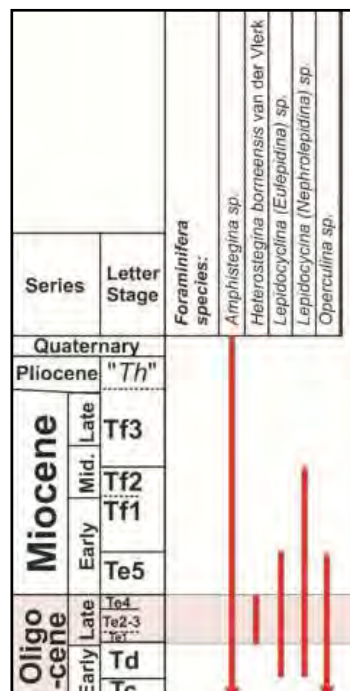 Series
Letter
Stage
Foraminifera
species:
Amphistegina sp.
Heterostegina borneensis van der Vlerk
Lepidocyclina (Eulepidina) sp.
Lepidocycina (Nephrolepidina) sp.
Operculina sp.
Quaternary
Pliocene
"Th"
Miocene
Late
Tf3
Mid.
Tf2
Tf1
Early
Te5
Oligo
-cene
Late
Te4
Te2-3
Te1
Early
Td
Tc